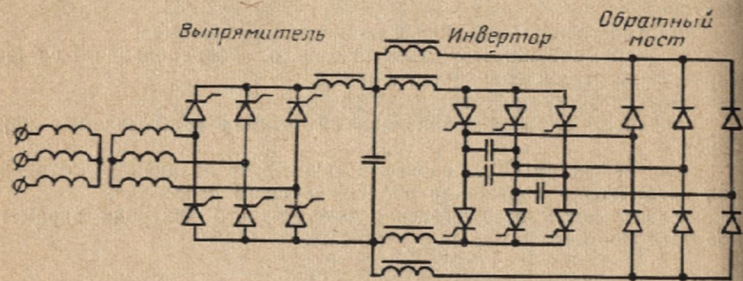 Выпрямитель
Инвертор
Обратный
мост